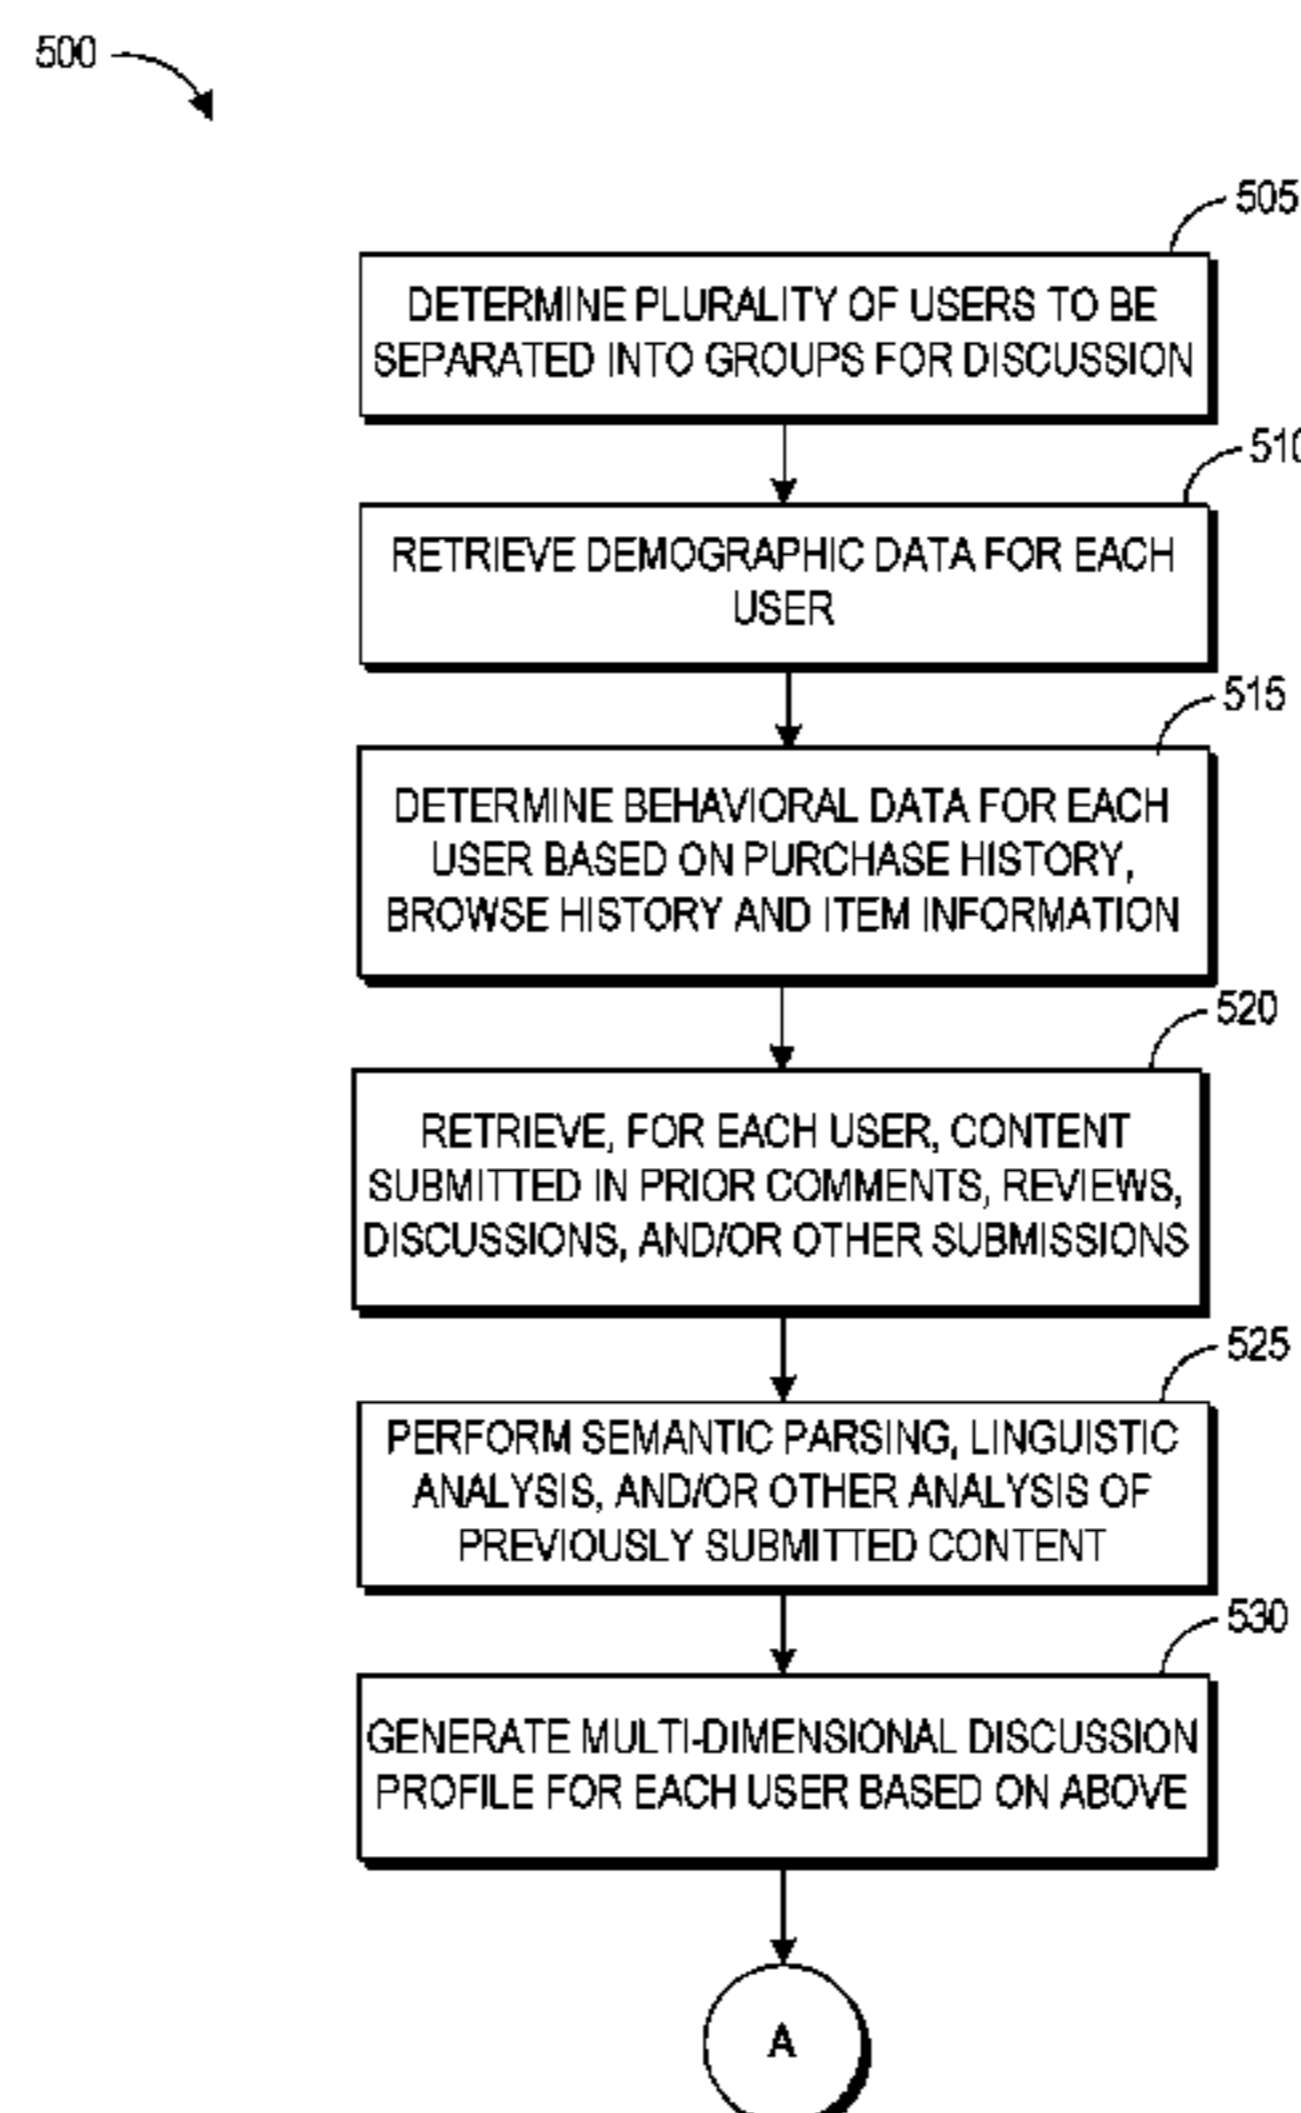 500
505
DETERMINE PLURALITY OF USERS TO BE
SEPARATED INTO GROUPS FOR DISCUSSION
510
RETRIEVE DEMOGRAPHIC DATA FOR EACH
USER
515
DETERMINE BEHAVIORAL DATA FOR EACH
USER BASED ON PURCHASE HISTORY,
BROWSE HISTORY AND ITEM INFORMATION
520
RETRIEVE, FOR EACH USER, CONTENT
SUBMITTED IN PRIOR COMMENTS, REVIEWS,
DISCUSSIONS, AND/OR OTHER SUBMISSIONS
525
PERFORM SEMANTIC PARSING, LINGUISTIC
ANALYSIS, AND/OR OTHER ANALYSIS OF
PREVIOUSLY SUBMITTED CONTENT
530
GENERATE MULTI-DIMENSIONAL DISCUSSION
PROFILE FOR EACH USER BASED ON ABOVE
A